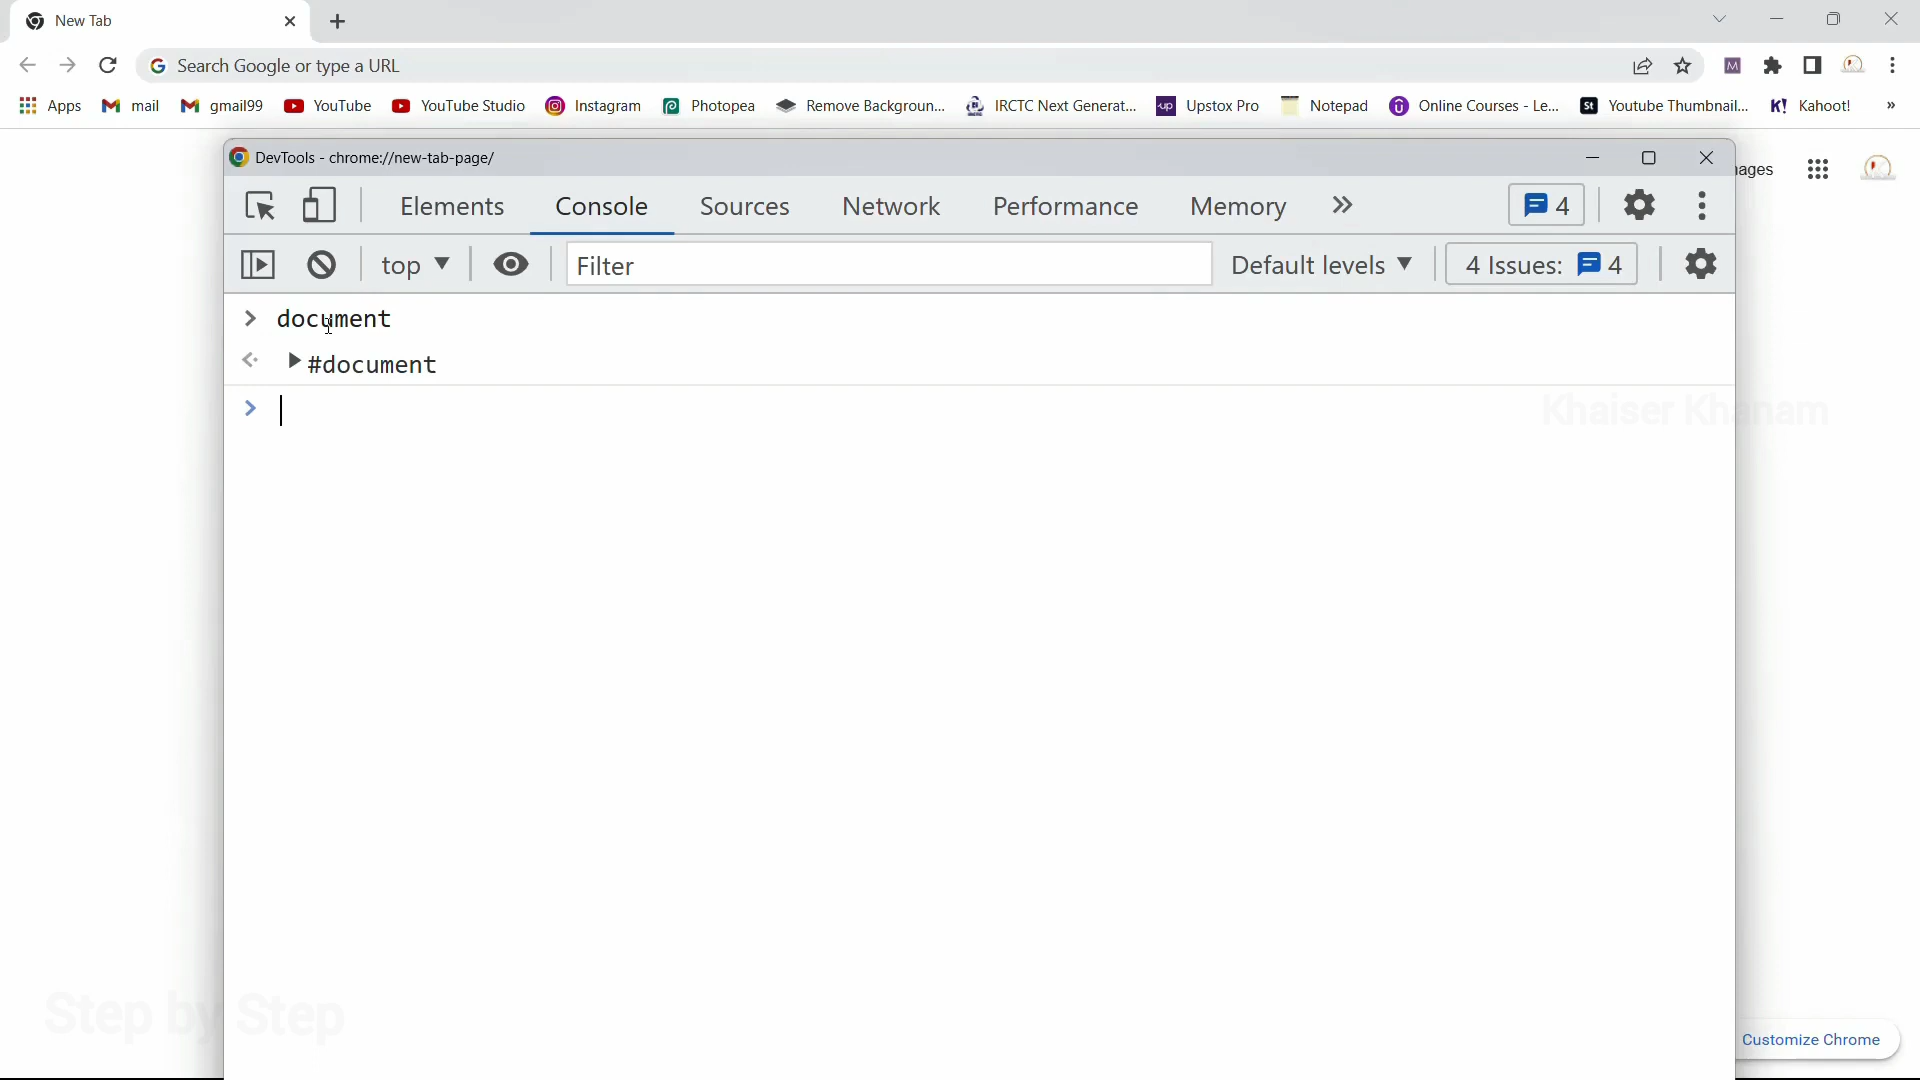 New Tab
Search Google or type a URL
Apps mail gmail99 YouTube YouTube Studio Instagram Photopea Remove Backgroun... IRCTC Next Generat... Upstox Pro Notepad Online Courses - Le... Youtube Thumbnail... Kahoot! »
DevTools - chrome://new-tab-page/
ages
Elements Console Sources Network Performance Memory » 4
top Filter Default levels 4 Issues: 4
> document
#document
>
Khaiser Khanam
Step by Step
Customize Chrome